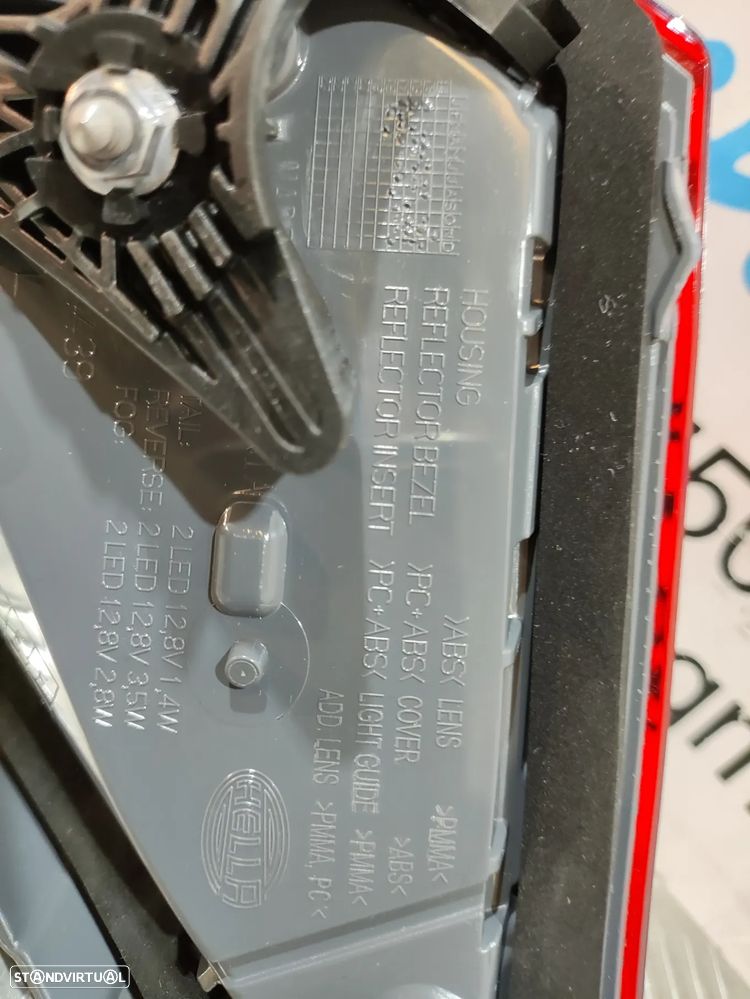 HOUSING >ABS< LENS >PMMA<
REFLECTOR BEZEL >PC+ABS< COVER >ABS<
REFLECTOR INSERT >PC+ABS< LIGHT GUIDE >PMMA<
ADD. LENS >PMMA, PC<
TAIL: 2 LED 12,8V 1,4W
REVERSE: 2 LED 12,8V 3,5W
FOG: 2 LED 12,8V 2,8W
439
HELLA
STANDVIRTUAL